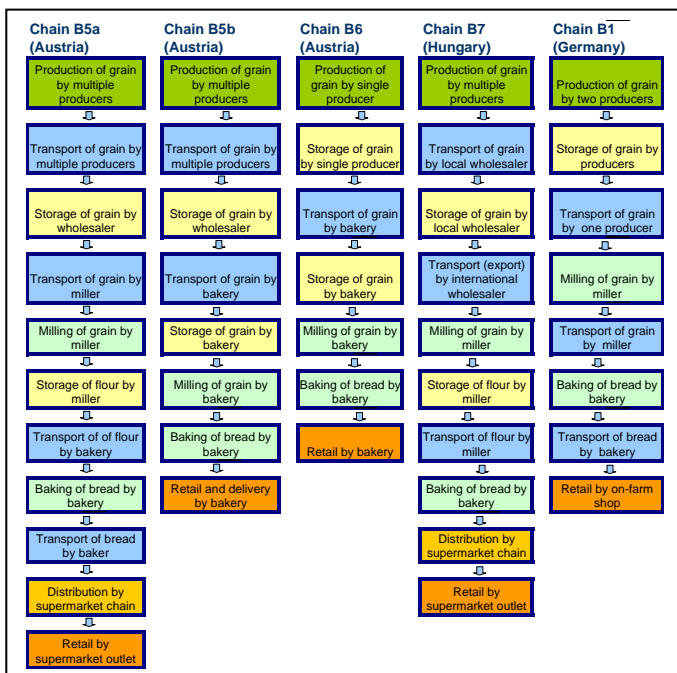 Chain B5a
(Austria)
Production of grain
by multiple
producers
Transport of grain by
multiple producers
Storage of grain by
wholesaler
Transport of grain by
miller
Milling of grain by
miller
Storage of flour by
miller
Transport of of flour
by bakery
Baking of bread by
bakery
Transport of bread
by baker
Distribution by
supermarket chain
Retail by
supermarket outlet
Chain B5b
(Austria)
Production of grain
by multiple
producers
Transport of grain by
multiple producers
Storage of grain by
wholesaler
Transport of grain by
bakery
Storage of grain by
bakery
Milling of grain by
bakery
Baking of bread by
bakery
Retail and delivery
by bakery
Chain B6
(Austria)
Production of
grain by single
producer
Storage of grain
by single producer
Transport of grain
by bakery
Storage of grain
by bakery
Milling of grain by
bakery
Baking of bread by
bakery
Retail by bakery
Chain B7
(Hungary)
Production of grain
by multiple
producers
Transport of grain
by local wholesaler
Storage of grain by
local wholesaler
Transport (export)
by international
wholesaler
Milling of grain by
miller
Storage of flour by
miller
Transport of flour by
miller
Baking of bread by
bakery
Distribution by
supermarket chain
Retail by
supermarket outlet
Chain B1
(Germany)
Production of grain
by two producers
Storage of grain by
producers
Transport of grain
by one producer
Milling of grain by
miller
Transport of grain
by miller
Baking of bread by
bakery
Transport of bread
by bakery
Retail by on-farm
shop